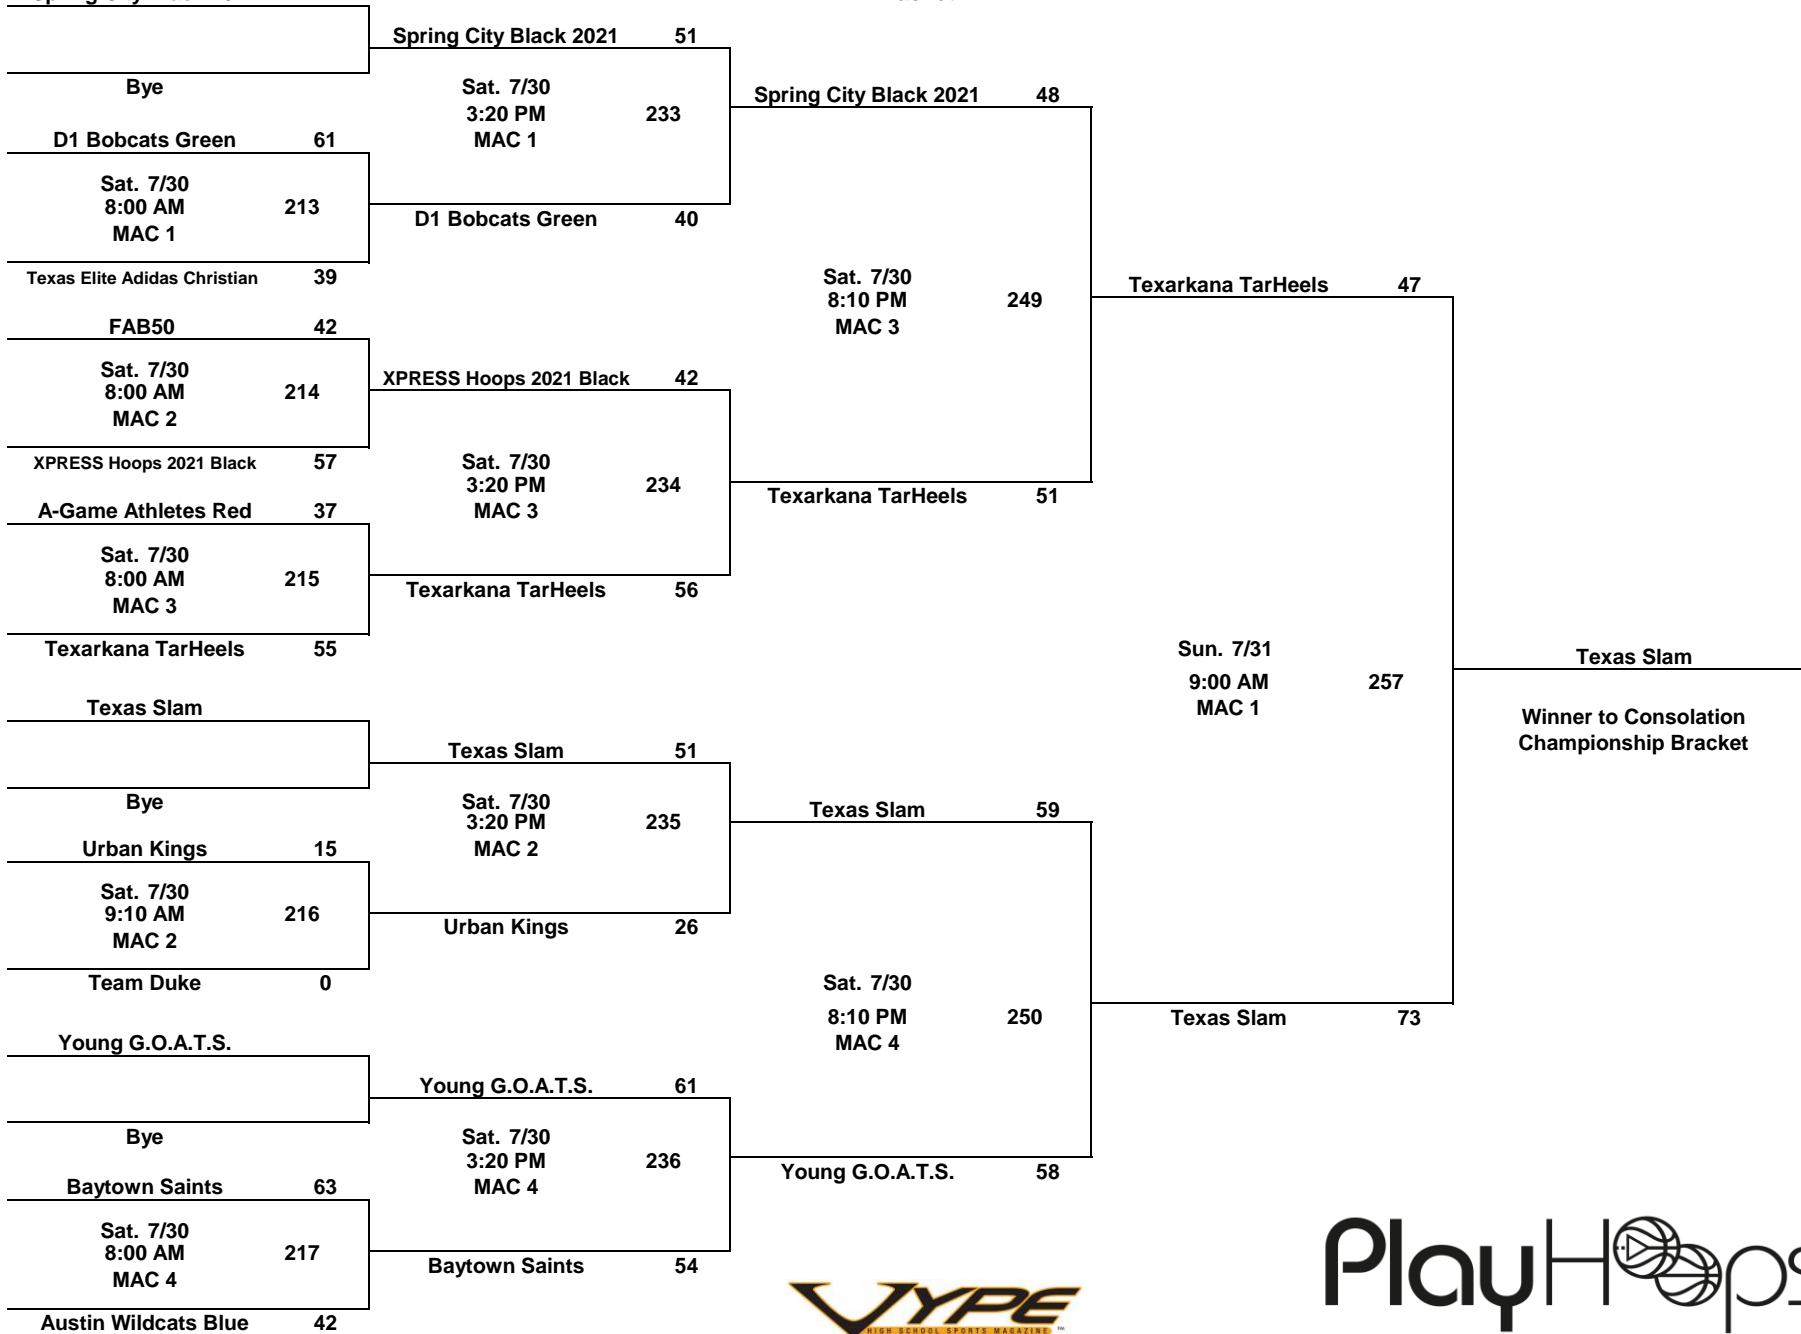 Spring City Black 2021 51
Bye
Sat. 7/30
3:20 PM 233
MAC 1
Spring City Black 2021 48
D1 Bobcats Green 61
Sat. 7/30
8:00 AM 213
MAC 1
D1 Bobcats Green 40
Texas Elite Adidas Christian 39
Sat. 7/30
8:10 PM 249
MAC 3
Texarkana TarHeels 47
FAB50 42
Sat. 7/30
8:00 AM 214
MAC 2
XPRESS Hoops 2021 Black 42
XPRESS Hoops 2021 Black 57
Sat. 7/30
3:20 PM 234
MAC 3
Texarkana TarHeels 51
A-Game Athletes Red 37
Sat. 7/30
8:00 AM 215
MAC 3
Texarkana TarHeels 56
Texarkana TarHeels 55
Sun. 7/31
9:00 AM 257
MAC 1
Texas Slam
Winner to Consolation
Championship Bracket
Texas Slam
Texas Slam 51
Bye
Sat. 7/30
3:20 PM 235
MAC 2
Texas Slam 59
Urban Kings 15
Sat. 7/30
9:10 AM 216
MAC 2
Urban Kings 26
Team Duke 0
Sat. 7/30
8:10 PM 250
MAC 4
Texas Slam 73
Young G.O.A.T.S.
Young G.O.A.T.S. 61
Bye
Sat. 7/30
3:20 PM 236
MAC 4
Young G.O.A.T.S. 58
Baytown Saints 63
Sat. 7/30
8:00 AM 217
MAC 4
Baytown Saints 54
Austin Wildcats Blue 42
VYPE
HIGH SCHOOL SPORTS MAGAZINE ™
PlayHoops